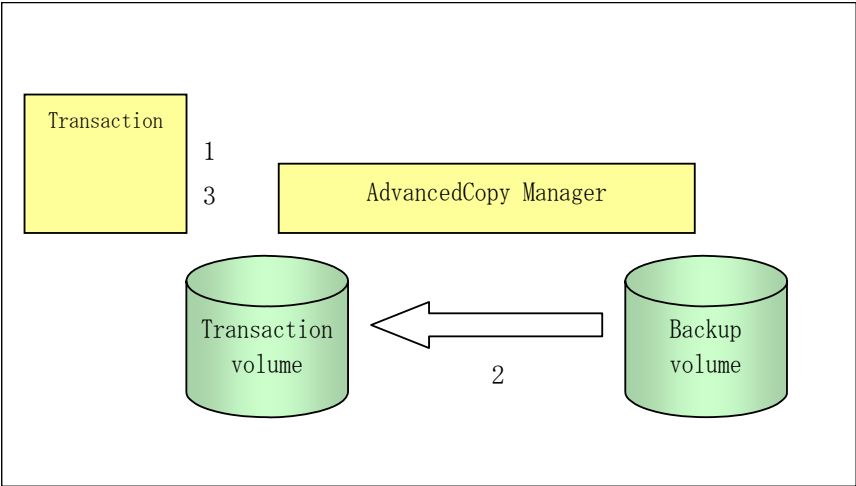 Transaction
1
3
AdvancedCopy Manager
Transaction
volume
2
Backup
volume